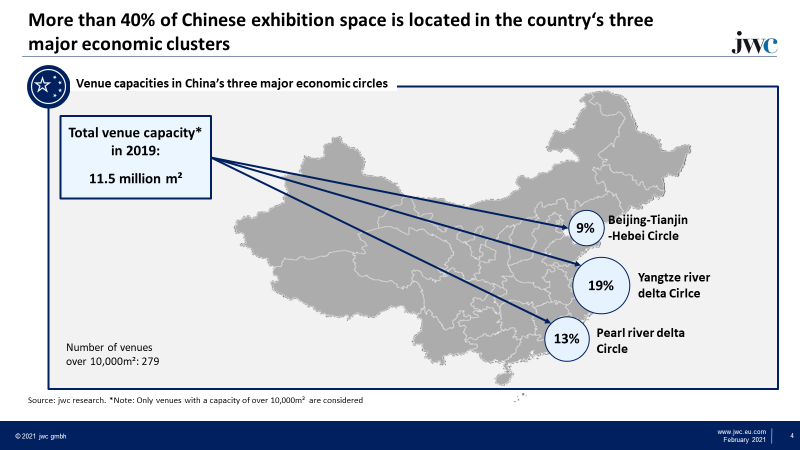 More than 40% of Chinese exhibition space is located in the country‘s three
major economic clusters
jwc
Venue capacities in China’s three major economic circles
Total venue capacity*
in 2019:
11.5 million m²
9%
Beijing-Tianjin
-Hebei Circle
19%
Yangtze river
delta Cirlce
13%
Pearl river delta
Circle
Number of venues
over 10,000m²: 279
Source: jwc research. *Note: Only venues with a capacity of over 10,000m² are considered
© 2021 jwc gmbh
www.jwc.eu.com
February 2021
4